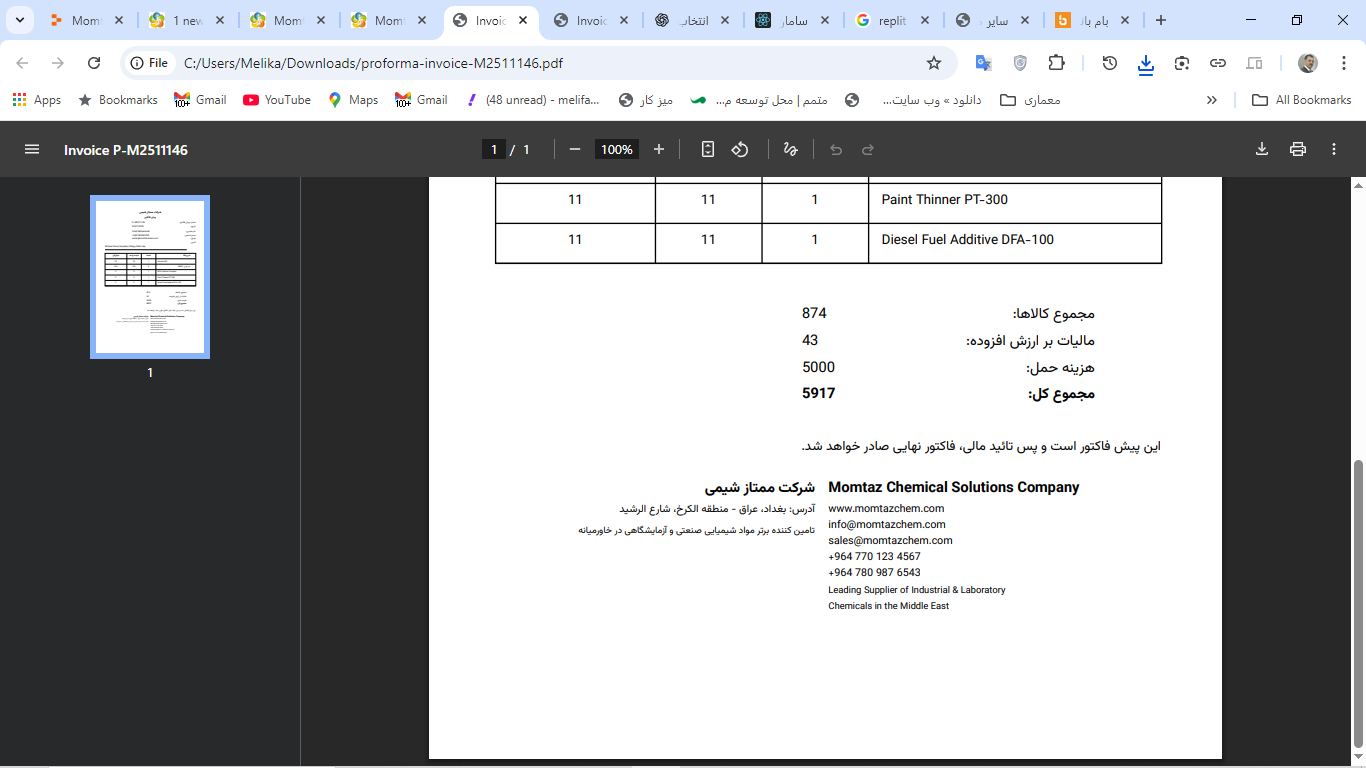 Mom
1 new
Mom
Mom
Invoic
Invoic
انتخاب
سامار
replit
سایر
بام بان
File
C:/Users/Melika/Downloads/proforma-invoice-M2511146.pdf
Apps
Bookmarks
Gmail
YouTube
Maps
Gmail
(48 unread) - melifa...
میز کار
متمم | محل توسعه م...
دانلود » وب سایت...
معماری
»
All Bookmarks
Invoice P-M2511146
1 / 1
100%
1
11 11 1 Paint Thinner PT-300
11 11 1 Diesel Fuel Additive DFA-100
مجموع کالاها: 874
مالیات بر ارزش افزوده: 43
هزینه حمل: 5000
مجموع کل: 5917
این پیش فاکتور است و پس تائید مالی، فاکتور نهایی صادر خواهد شد.
شرکت ممتاز شیمی
آدرس: بغداد، عراق - منطقه الکرخ، شارع الرشید
تامین کننده برتر مواد شیمیایی صنعتی و آزمایشگاهی در خاورمیانه
Momtaz Chemical Solutions Company
www.momtazchem.com
info@momtazchem.com
sales@momtazchem.com
+964 770 123 4567
+964 780 987 6543
Leading Supplier of Industrial & Laboratory
Chemicals in the Middle East